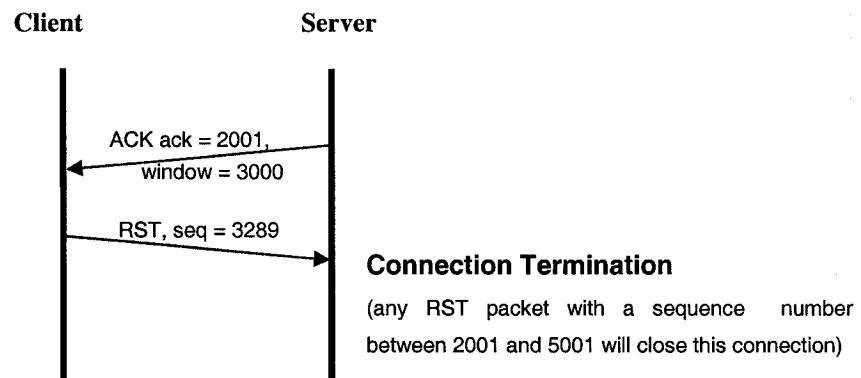 Client Server
ACK ack = 2001,
window = 3000
RST, seq = 3289
Connection Termination
(any RST packet with a sequence number
between 2001 and 5001 will close this connection)